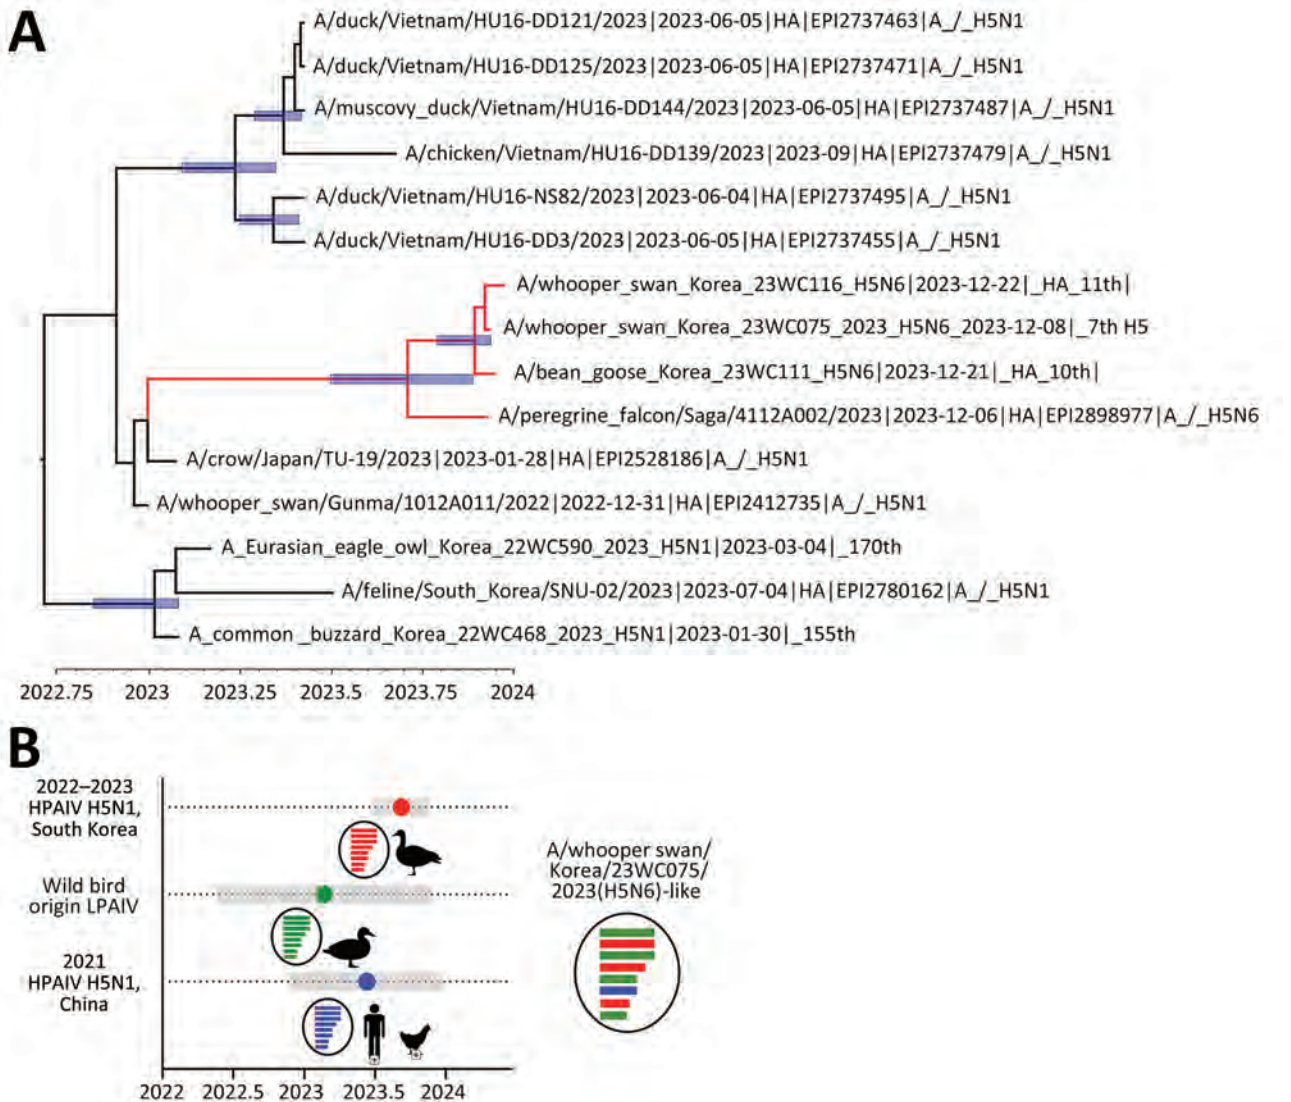 A
A/duck/Vietnam/HU16-DD121/2023|2023-06-05|HA|EPI2737463|A_/_H5N1
A/duck/Vietnam/HU16-DD125/2023|2023-06-05|HA|EPI2737471|A_/_H5N1
A/muscovy_duck/Vietnam/HU16-DD144/2023|2023-06-05|HA|EPI2737487|A_/_H5N1
A/chicken/Vietnam/HU16-DD139/2023|2023-09|HA|EPI2737479|A_/_H5N1
A/duck/Vietnam/HU16-NS82/2023|2023-06-04|HA|EPI2737495|A_/_H5N1
A/duck/Vietnam/HU16-DD3/2023|2023-06-05|HA|EPI2737455|A_/_H5N1
A/whooper_swan_Korea_23WC116_H5N6|2023-12-22|_HA_11th|
A/whooper_swan_Korea_23WC075_2023_H5N6_2023-12-08|_7th H5
A/bean_goose_Korea_23WC111_H5N6|2023-12-21|_HA_10th|
A/peregrine_falcon/Saga/4112A002/2023|2023-12-06|HA|EPI2898977|A_/_H5N6
A/crow/Japan/TU-19/2023|2023-01-28|HA|EPI2528186|A_/_H5N1
A/whooper_swan/Gunma/1012A011/2022|2022-12-31|HA|EPI2412735|A_/_H5N1
A_Eurasian_eagle_owl_Korea_22WC590_2023_H5N1|2023-03-04|_170th
A/feline/South_Korea/SNU-02/2023|2023-07-04|HA|EPI2780162|A_/_H5N1
A_common_buzzard_Korea_22WC468_2023_H5N1|2023-01-30|_155th
2022.75 2023 2023.25 2023.5 2023.75 2024
B
2022–2023
HPAIV H5N1,
South Korea
Wild bird
origin LPAIV
2021
HPAIV H5N1,
China
2022 2022.5 2023 2023.5 2024
A/whooper swan/
Korea/23WC075/
2023(H5N6)-like